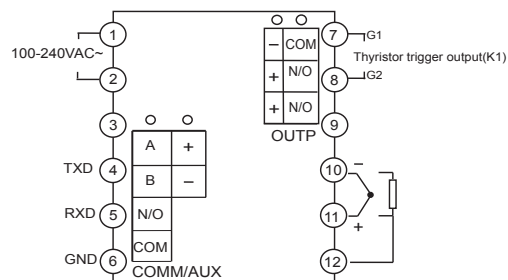 1
100-240VAC~
2
3
A +
TXD 4 B −
RXD 5 N/O
GND 6 COM
COMM/AUX
− COM 7 G1
Thyristor trigger output(K1)
+ N/O 8 G2
+ N/O 9
OUTP
10 −
11 +
12